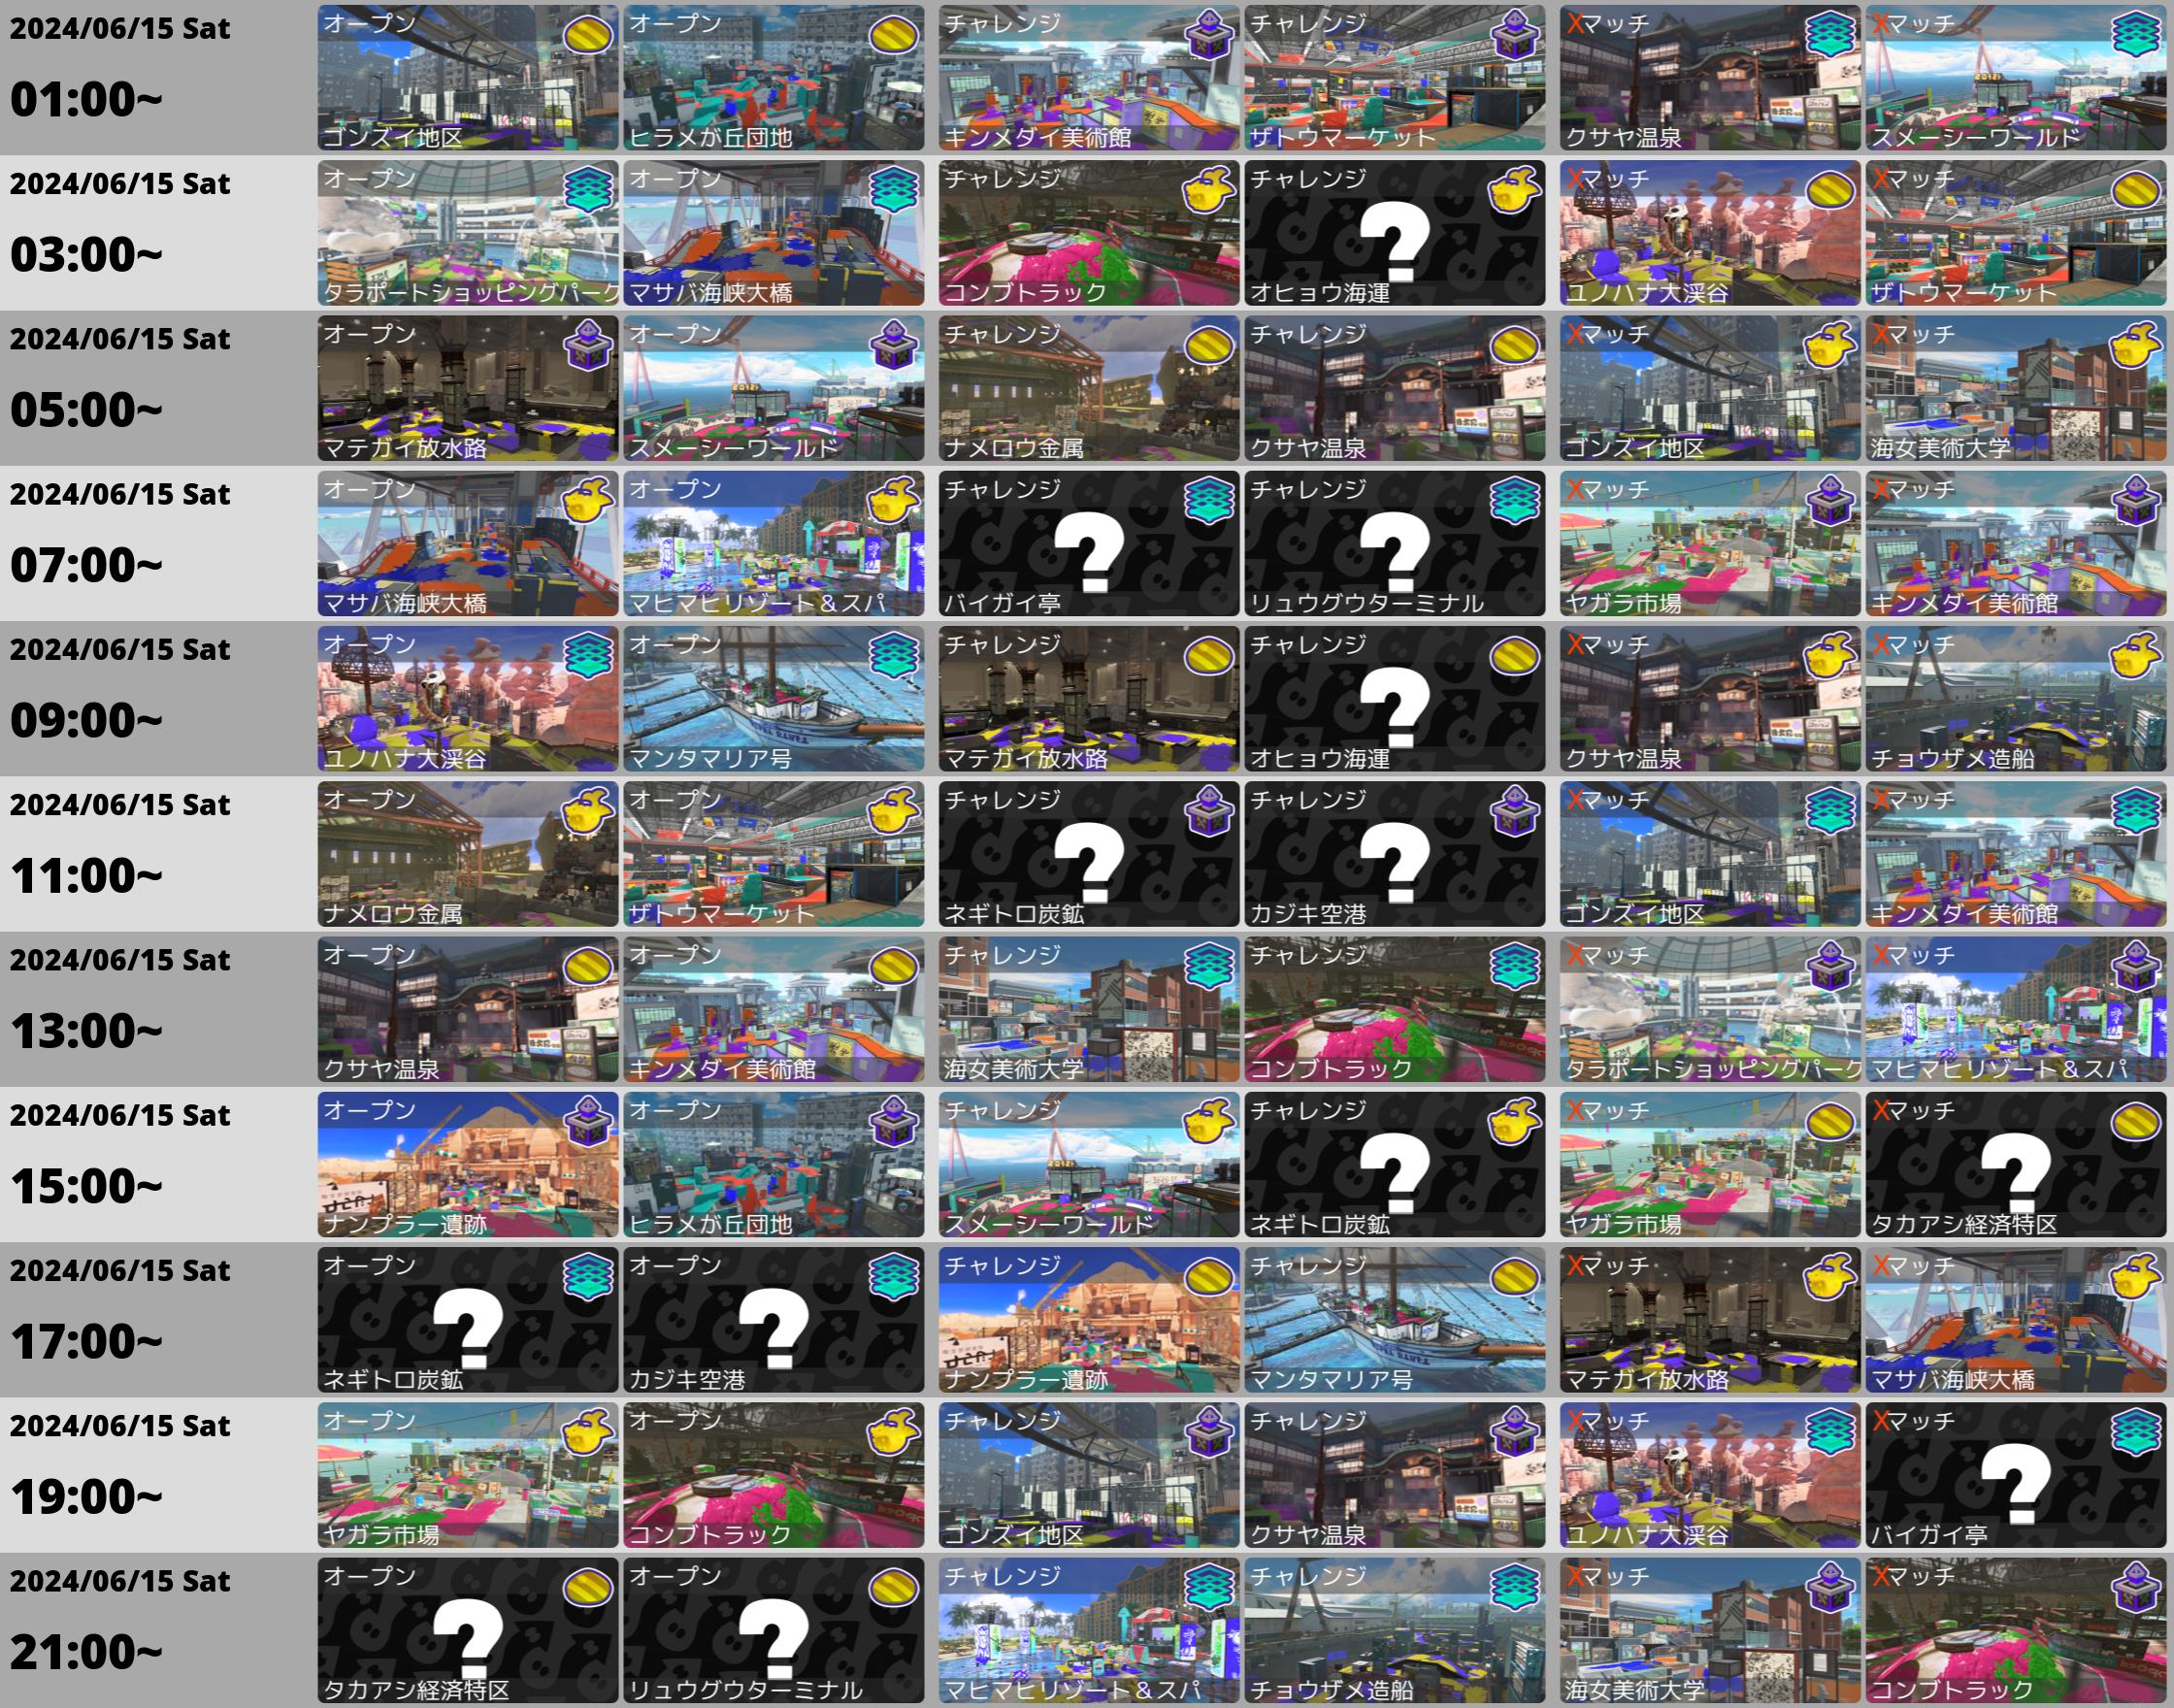 2024/06/15 Sat
01:00~
オープン
ゴンズイ地区
オープン
ヒラメが丘団地
チャレンジ
キンメダイ美術館
チャレンジ
ザトウマーケット
Xマッチ
クサヤ温泉
Xマッチ
スメーシーワールド
2024/06/15 Sat
03:00~
オープン
タラポートショッピングパーク
オープン
マサバ海峡大橋
チャレンジ
コンブトラック
チャレンジ
オヒョウ海運
Xマッチ
ユノハナ大渓谷
Xマッチ
ザトウマーケット
2024/06/15 Sat
05:00~
オープン
マテガイ放水路
オープン
スメーシーワールド
チャレンジ
ナメロウ金属
チャレンジ
クサヤ温泉
Xマッチ
ゴンズイ地区
Xマッチ
海女美術大学
2024/06/15 Sat
07:00~
オープン
マサバ海峡大橋
オープン
マヒマヒリゾート＆スパ
チャレンジ
バイガイ亭
チャレンジ
リュウグウターミナル
Xマッチ
ヤガラ市場
Xマッチ
キンメダイ美術館
2024/06/15 Sat
09:00~
オープン
ユノハナ大渓谷
オープン
マンタマリア号
チャレンジ
マテガイ放水路
チャレンジ
オヒョウ海運
Xマッチ
クサヤ温泉
Xマッチ
チョウザメ造船
2024/06/15 Sat
11:00~
オープン
ナメロウ金属
オープン
ザトウマーケット
チャレンジ
ネギトロ炭鉱
チャレンジ
カジキ空港
Xマッチ
ゴンズイ地区
Xマッチ
キンメダイ美術館
2024/06/15 Sat
13:00~
オープン
クサヤ温泉
オープン
キンメダイ美術館
チャレンジ
海女美術大学
チャレンジ
コンブトラック
Xマッチ
タラポートショッピングパーク
Xマッチ
マヒマヒリゾート＆スパ
2024/06/15 Sat
15:00~
オープン
ナンプラー遺跡
オープン
ヒラメが丘団地
チャレンジ
スメーシーワールド
チャレンジ
ネギトロ炭鉱
Xマッチ
ヤガラ市場
Xマッチ
タカアシ経済特区
2024/06/15 Sat
17:00~
オープン
ネギトロ炭鉱
オープン
カジキ空港
チャレンジ
ナンプラー遺跡
チャレンジ
マンタマリア号
Xマッチ
マテガイ放水路
Xマッチ
マサバ海峡大橋
2024/06/15 Sat
19:00~
オープン
ヤガラ市場
オープン
コンブトラック
チャレンジ
ゴンズイ地区
チャレンジ
クサヤ温泉
Xマッチ
ユノハナ大渓谷
Xマッチ
バイガイ亭
2024/06/15 Sat
21:00~
オープン
タカアシ経済特区
オープン
リュウグウターミナル
チャレンジ
マヒマヒリゾート＆スパ
チャレンジ
チョウザメ造船
Xマッチ
海女美術大学
Xマッチ
コンブトラック